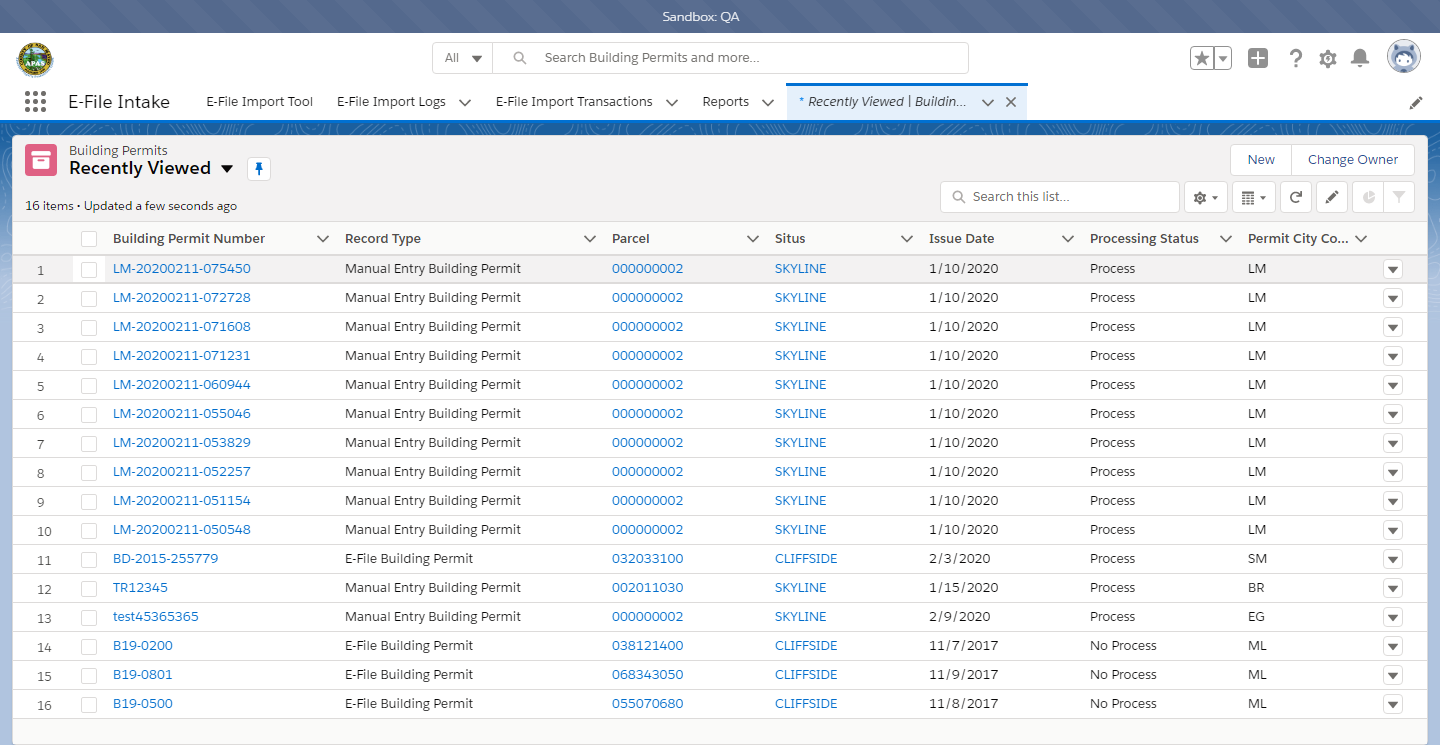 Sandbox: QA
APAS
All
Search Building Permits and more...
E-File Intake
E-File Import Tool
E-File Import Logs
E-File Import Transactions
Reports
* Recently Viewed | Buildin...
Building Permits
Recently Viewed
New
Change Owner
16 items • Updated a few seconds ago
Search this list...
Building Permit Number Record Type Parcel Situs Issue Date Processing Status Permit City Co...
1 LM-20200211-075450 Manual Entry Building Permit 000000002 SKYLINE 1/10/2020 Process LM
2 LM-20200211-072728 Manual Entry Building Permit 000000002 SKYLINE 1/10/2020 Process LM
3 LM-20200211-071608 Manual Entry Building Permit 000000002 SKYLINE 1/10/2020 Process LM
4 LM-20200211-071231 Manual Entry Building Permit 000000002 SKYLINE 1/10/2020 Process LM
5 LM-20200211-060944 Manual Entry Building Permit 000000002 SKYLINE 1/10/2020 Process LM
6 LM-20200211-055046 Manual Entry Building Permit 000000002 SKYLINE 1/10/2020 Process LM
7 LM-20200211-053829 Manual Entry Building Permit 000000002 SKYLINE 1/10/2020 Process LM
8 LM-20200211-052257 Manual Entry Building Permit 000000002 SKYLINE 1/10/2020 Process LM
9 LM-20200211-051154 Manual Entry Building Permit 000000002 SKYLINE 1/10/2020 Process LM
10 LM-20200211-050548 Manual Entry Building Permit 000000002 SKYLINE 1/10/2020 Process LM
11 BD-2015-255779 E-File Building Permit 032033100 CLIFFSIDE 2/3/2020 Process SM
12 TR12345 Manual Entry Building Permit 002011030 SKYLINE 1/15/2020 Process BR
13 test45365365 Manual Entry Building Permit 000000002 SKYLINE 2/9/2020 Process EG
14 B19-0200 E-File Building Permit 038121400 CLIFFSIDE 11/7/2017 No Process ML
15 B19-0801 E-File Building Permit 068343050 CLIFFSIDE 11/9/2017 No Process ML
16 B19-0500 E-File Building Permit 055070680 CLIFFSIDE 11/8/2017 No Process ML